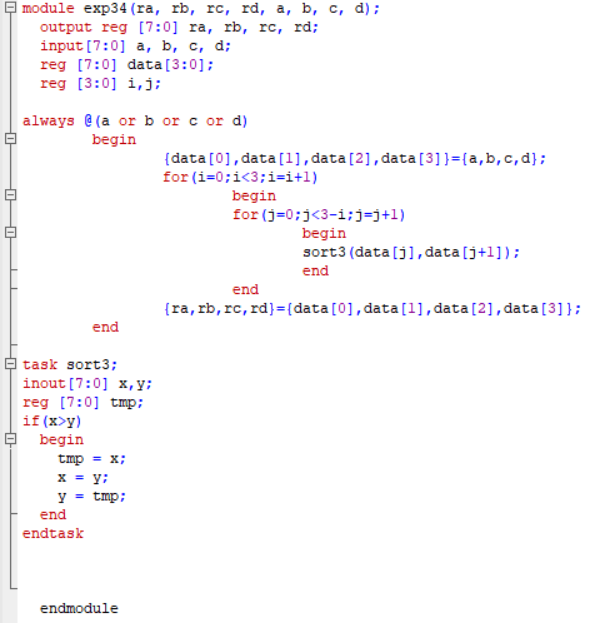 module exp34(ra, rb, rc, rd, a, b, c, d);
output reg [7:0] ra, rb, rc, rd;
input[7:0] a, b, c, d;
reg [7:0] data[3:0];
reg [3:0] i,j;
always @(a or b or c or d)
begin
{data[0],data[1],data[2],data[3]}={a,b,c,d};
for(i=0;i<3;i=i+1)
begin
for(j=0;j<3-i;j=j+1)
begin
sort3(data[j],data[j+1]);
end
end
{ra,rb,rc,rd}={data[0],data[1],data[2],data[3]};
end
task sort3;
inout[7:0] x,y;
reg [7:0] tmp;
if(x>y)
begin
tmp = x;
x = y;
y = tmp;
end
endtask
endmodule